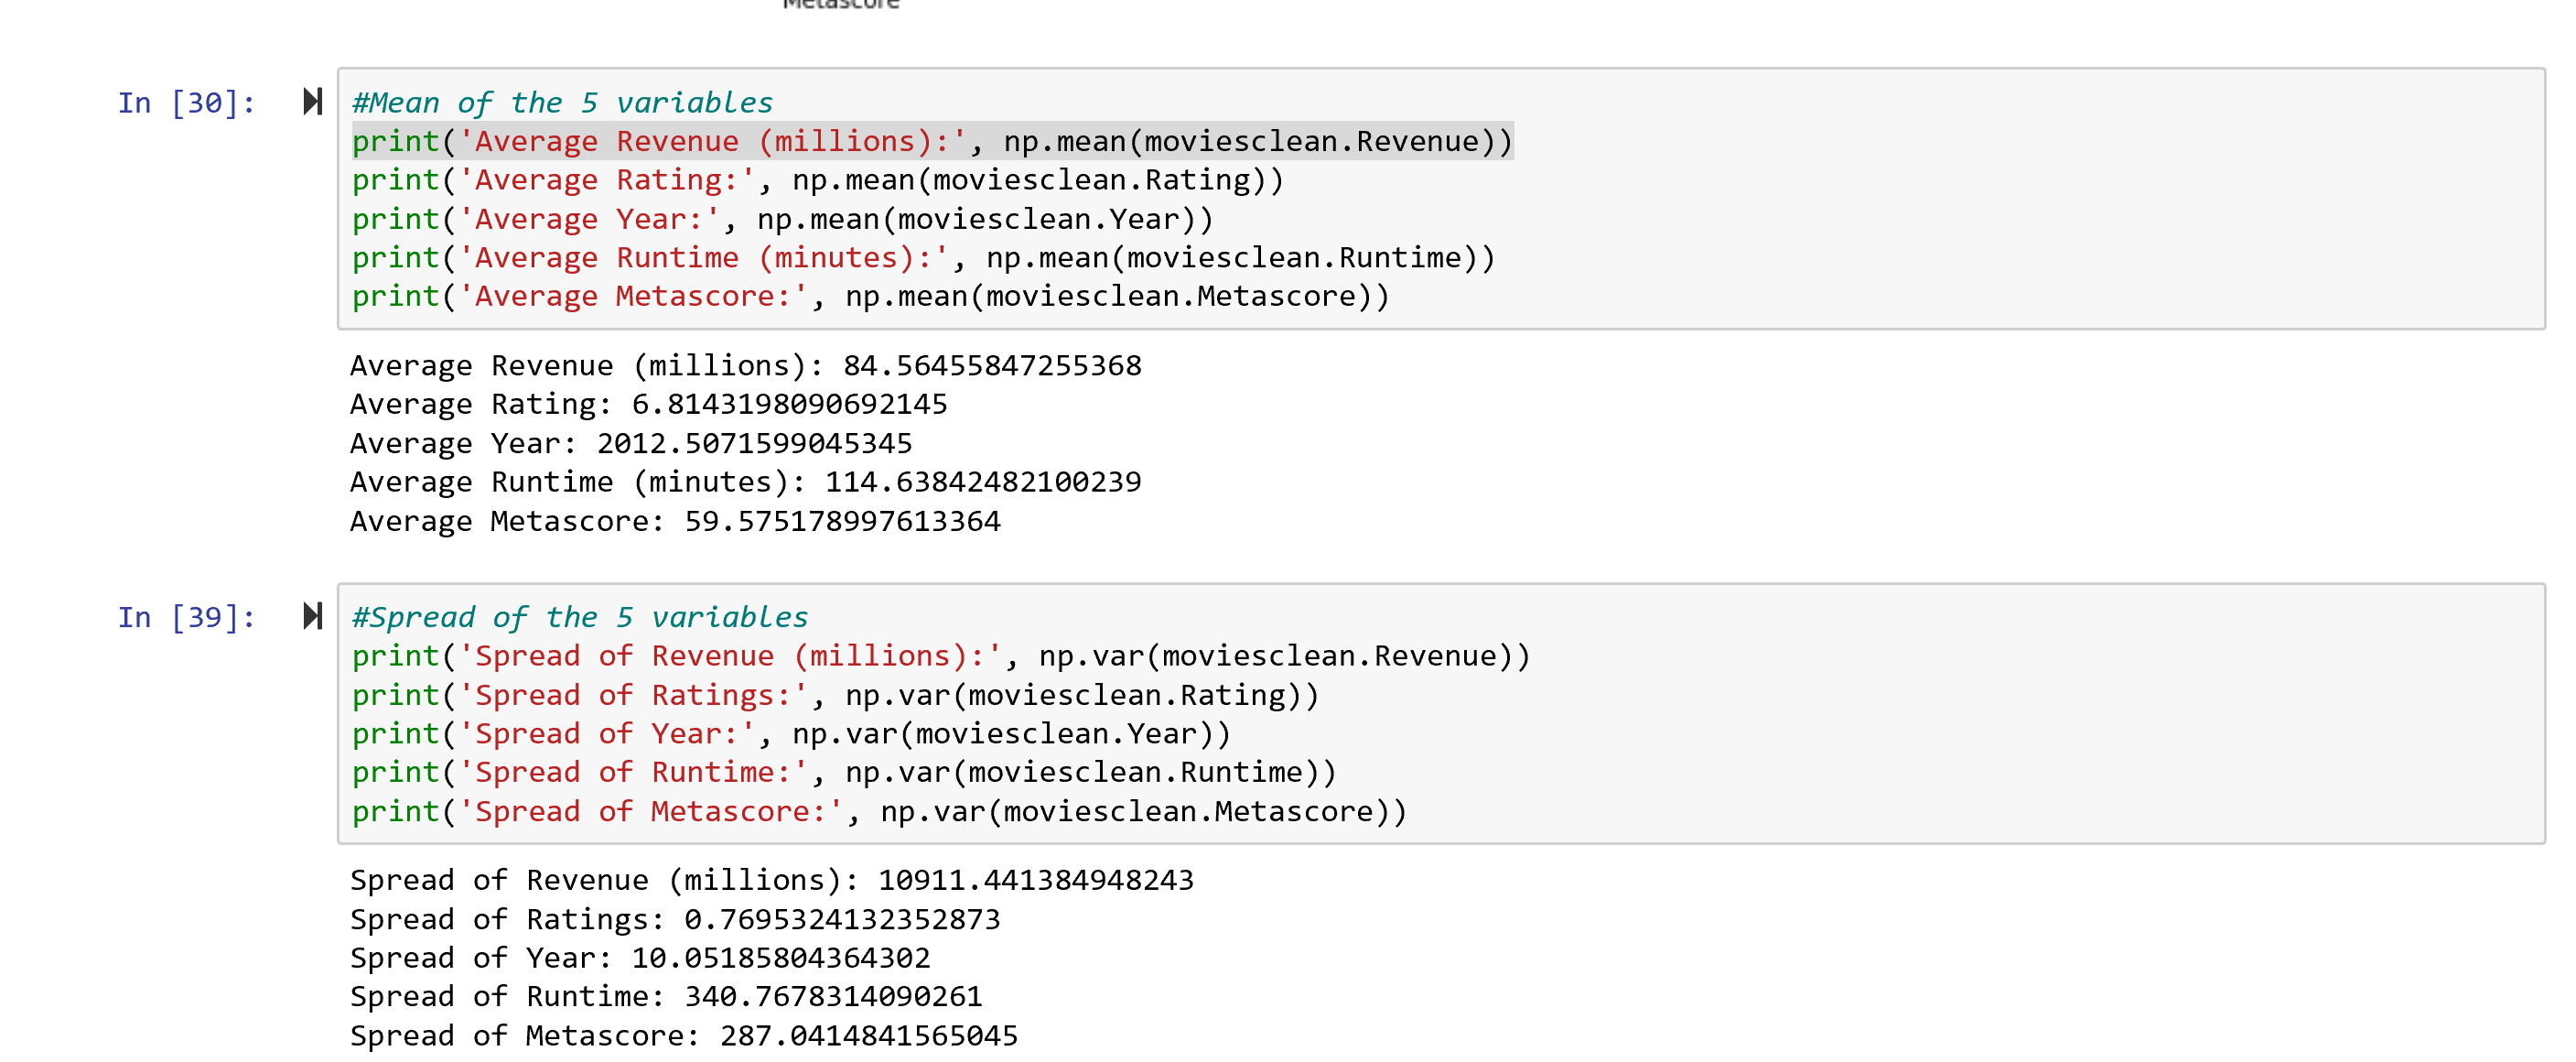 Metascore
In [30]:
#Mean of the 5 variables
print('Average Revenue (millions):', np.mean(moviesclean.Revenue))
print('Average Rating:', np.mean(moviesclean.Rating))
print('Average Year:', np.mean(moviesclean.Year))
print('Average Runtime (minutes):', np.mean(moviesclean.Runtime))
print('Average Metascore:', np.mean(moviesclean.Metascore))
Average Revenue (millions): 84.56455847255368
Average Rating: 6.8143198090692145
Average Year: 2012.5071599045345
Average Runtime (minutes): 114.63842482100239
Average Metascore: 59.575178997613364
In [39]:
#Spread of the 5 variables
print('Spread of Revenue (millions):', np.var(moviesclean.Revenue))
print('Spread of Ratings:', np.var(moviesclean.Rating))
print('Spread of Year:', np.var(moviesclean.Year))
print('Spread of Runtime:', np.var(moviesclean.Runtime))
print('Spread of Metascore:', np.var(moviesclean.Metascore))
Spread of Revenue (millions): 10911.441384948243
Spread of Ratings: 0.7695324132352873
Spread of Year: 10.05185804364302
Spread of Runtime: 340.7678314090261
Spread of Metascore: 287.0414841565045